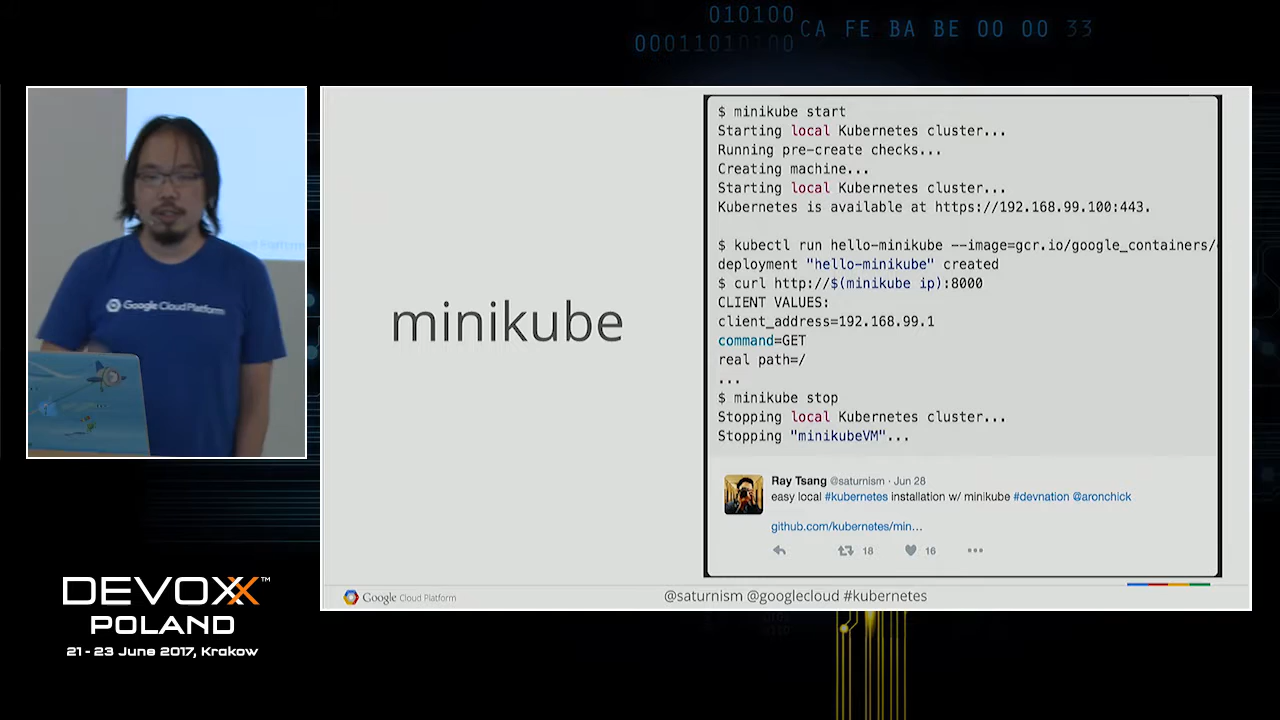 010100
00011010100
CA FE BA BE 00 00 33
Google Cloud Platform
minikube
$ minikube start
Starting local Kubernetes cluster...
Running pre-create checks...
Creating machine...
Starting local Kubernetes cluster...
Kubernetes is available at https://192.168.99.100:443.
$ kubectl run hello-minikube --image=gcr.io/google_containers/
deployment "hello-minikube" created
$ curl http://$(minikube ip):8000
CLIENT VALUES:
client_address=192.168.99.1
command=GET
real path=/
...
$ minikube stop
Stopping local Kubernetes cluster...
Stopping "minikubeVM"...
Ray Tsang @saturnism · Jun 28
easy local #kubernetes installation w/ minikube #devnation @aronchick
github.com/kubernetes/min...
18 16
Google Cloud Platform
@saturnism @googlecloud #kubernetes
DEVOXX™
POLAND
21 - 23 June 2017, Krakow